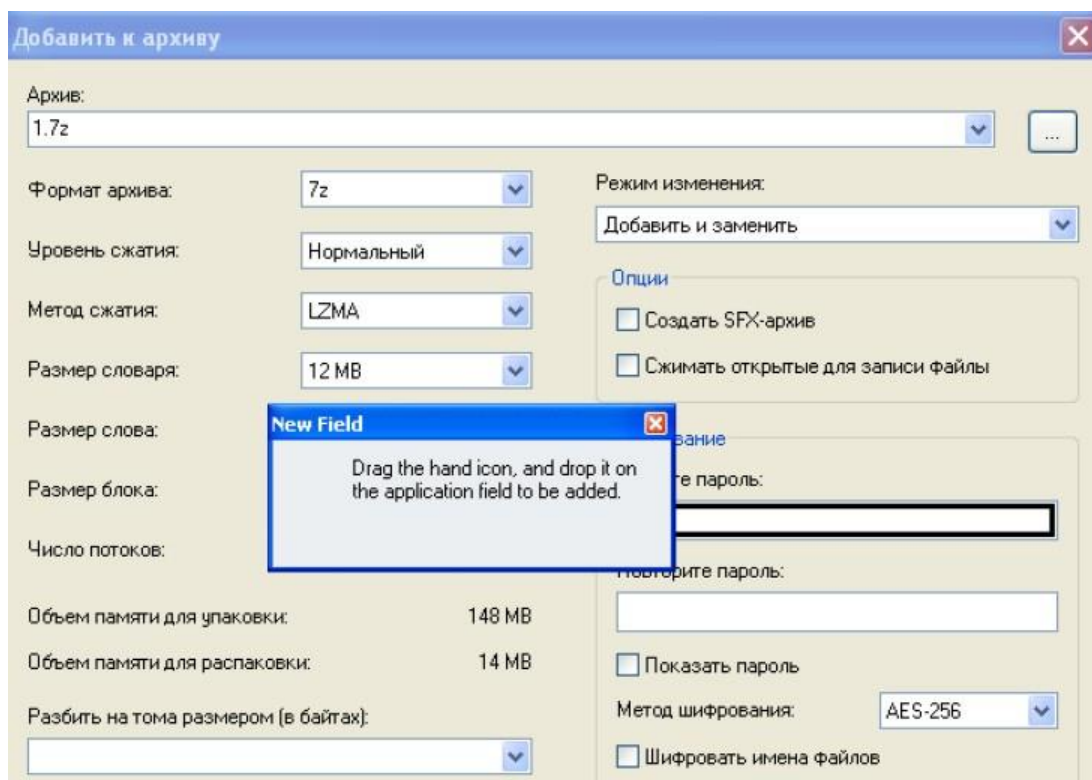 Добавить к архиву
Архив:
1.7z
...
Формат архива:
7z
Уровень сжатия:
Нормальный
Метод сжатия:
LZMA
Размер словаря:
12 MB
Размер слова:
Размер блока:
Число потоков:
Объем памяти для упаковки:
148 MB
Объем памяти для распаковки:
14 MB
Разбить на тома размером (в байтах):
Режим изменения:
Добавить и заменить
Опции
Создать SFX-архив
Сжимать открытые для записи файлы
New Field
Drag the hand icon, and drop it on
the application field to be added.
пароль:
Повторите пароль:
Показать пароль
Метод шифрования:
AES-256
Шифровать имена файлов